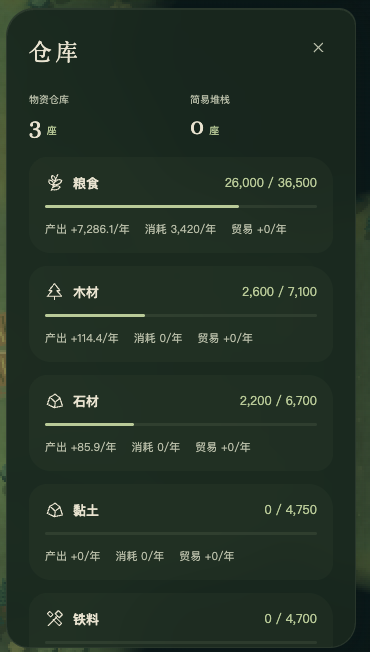 仓库
物资仓库 简易堆栈
3 座 0 座
粮食 26,000 / 36,500
产出 +7,286.1/年 消耗 3,420/年 贸易 +0/年
木材 2,600 / 7,100
产出 +114.4/年 消耗 0/年 贸易 +0/年
石材 2,200 / 6,700
产出 +85.9/年 消耗 0/年 贸易 +0/年
黏土 0 / 4,750
产出 +0/年 消耗 0/年 贸易 +0/年
铁料 0 / 4,700